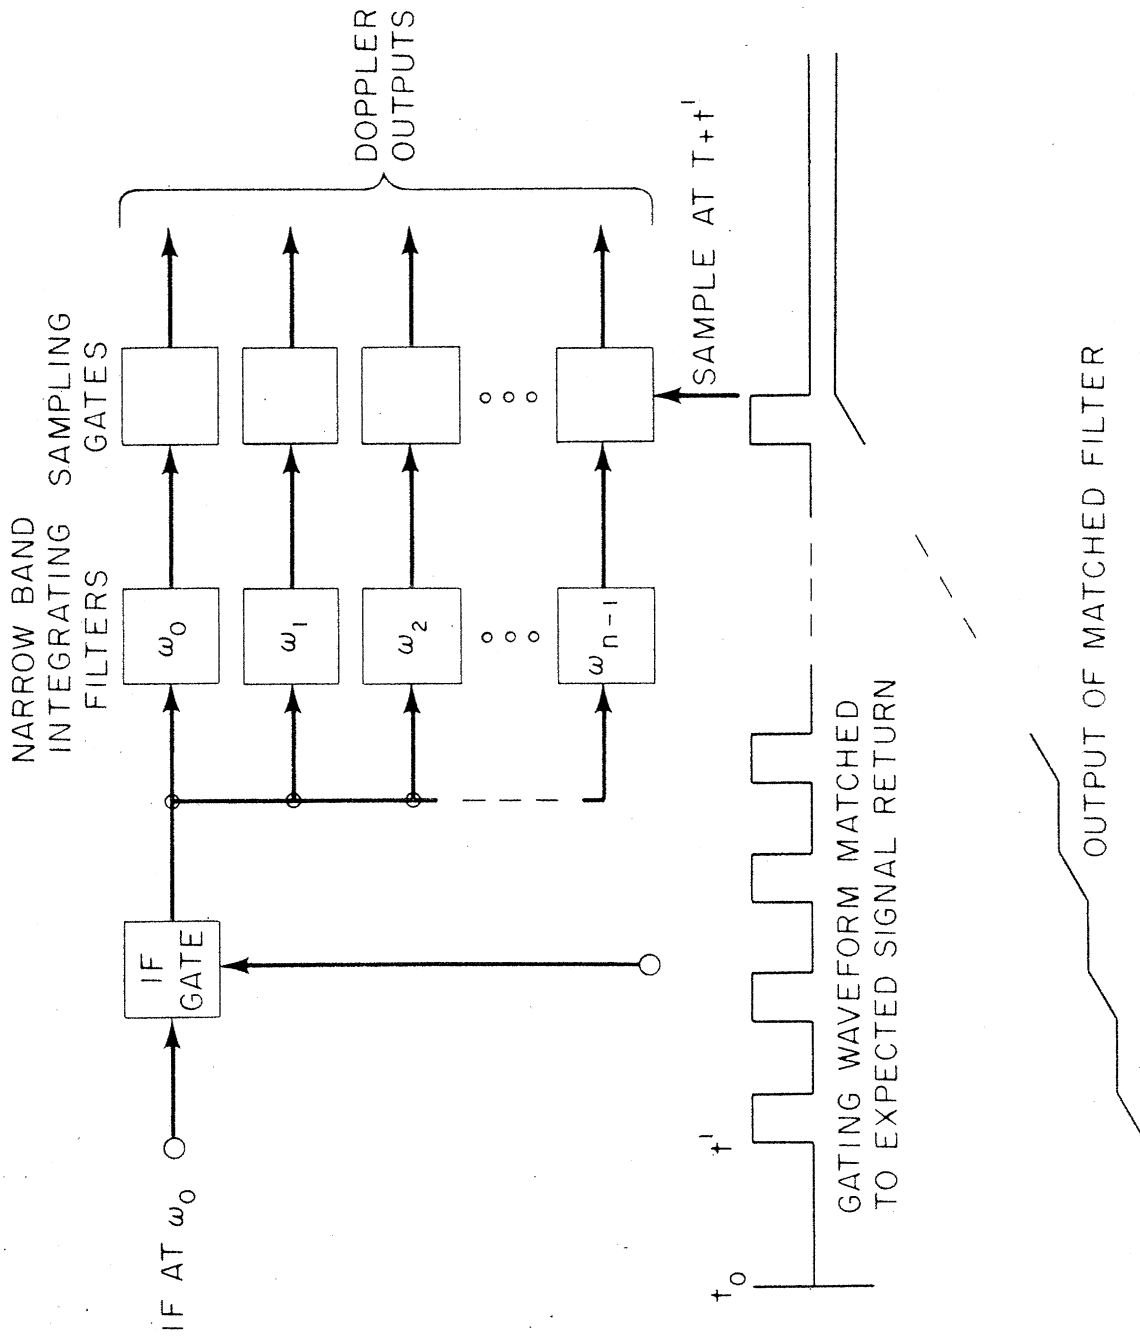 NARROW BAND
INTEGRATING
FILTERS
SAMPLING
GATES
IF AT ω₀
IF
GATE
ω₀
ω₁
ω₂
ωₙ₋₁
DOPPLER
OUTPUTS
SAMPLE AT T+t'
t₀
t'
GATING WAVEFORM MATCHED
TO EXPECTED SIGNAL RETURN
OUTPUT OF MATCHED FILTER